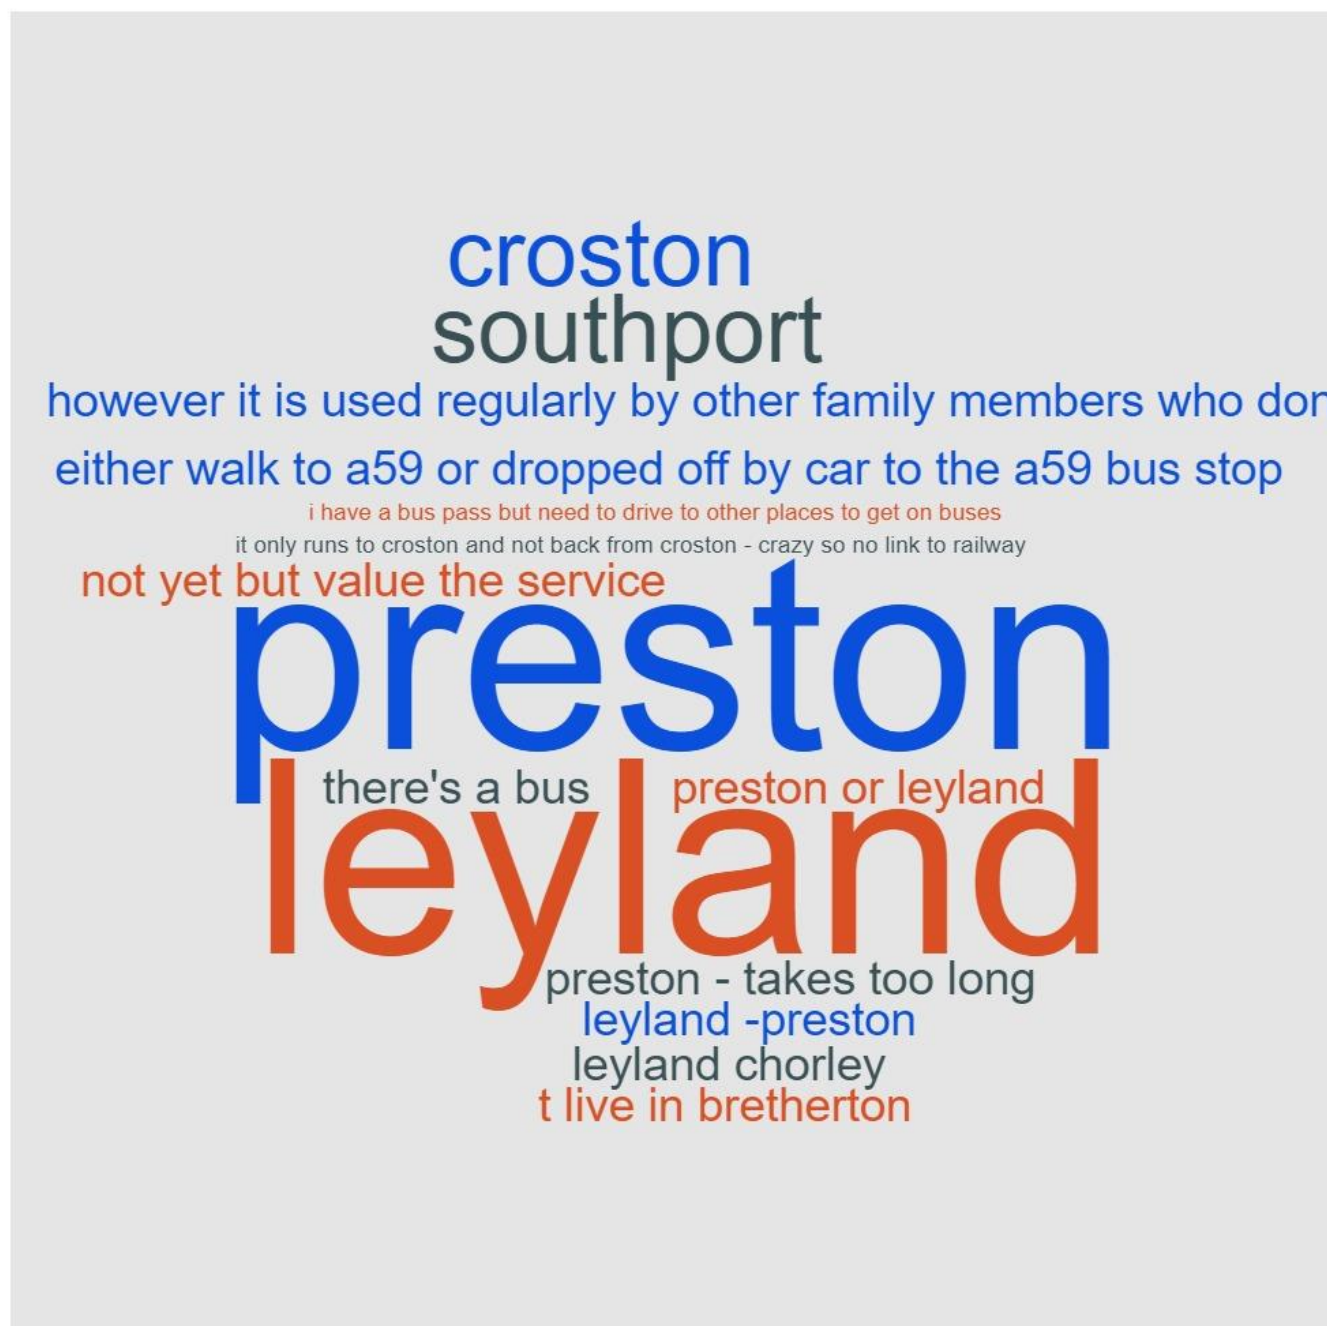 croston
southport
however it is used regularly by other family members who don
either walk to a59 or dropped off by car to the a59 bus stop
i have a bus pass but need to drive to other places to get on buses
it only runs to croston and not back from croston - crazy so no link to railway
not yet but value the service
preston
there's a bus
preston or leyland
leyland
preston - takes too long
leyland -preston
leyland chorley
t live in bretherton